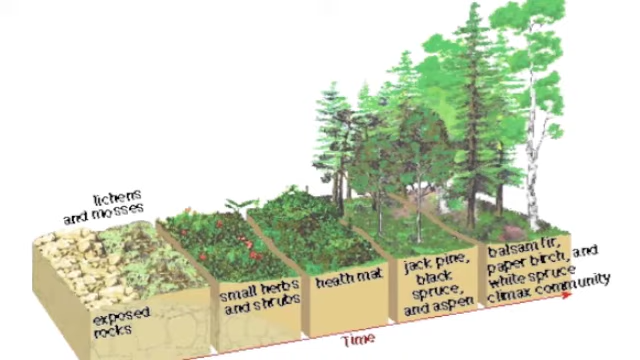 lichens
and mosses
exposed
rocks
small herbs
and shrubs
heath mat
jack pine,
black
spruce,
and aspen
balsam fir,
paper birch, and
white spruce
climax community
Time